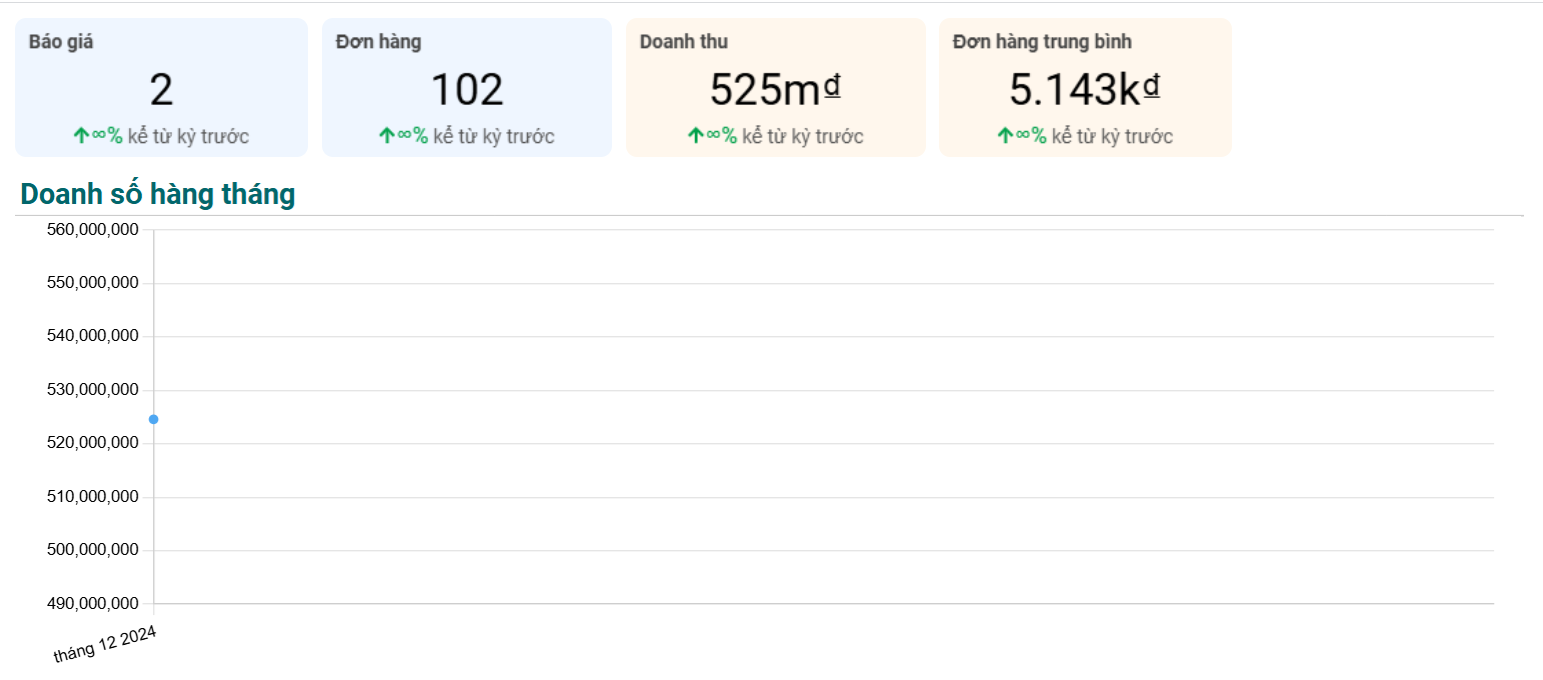 Báo giá
2
↑∞% kể từ kỳ trước
Đơn hàng
102
↑∞% kể từ kỳ trước
Doanh thu
525m₫
↑∞% kể từ kỳ trước
Đơn hàng trung bình
5.143k₫
↑∞% kể từ kỳ trước
Doanh số hàng tháng
560,000,000
550,000,000
540,000,000
530,000,000
520,000,000
510,000,000
500,000,000
490,000,000
tháng 12 2024